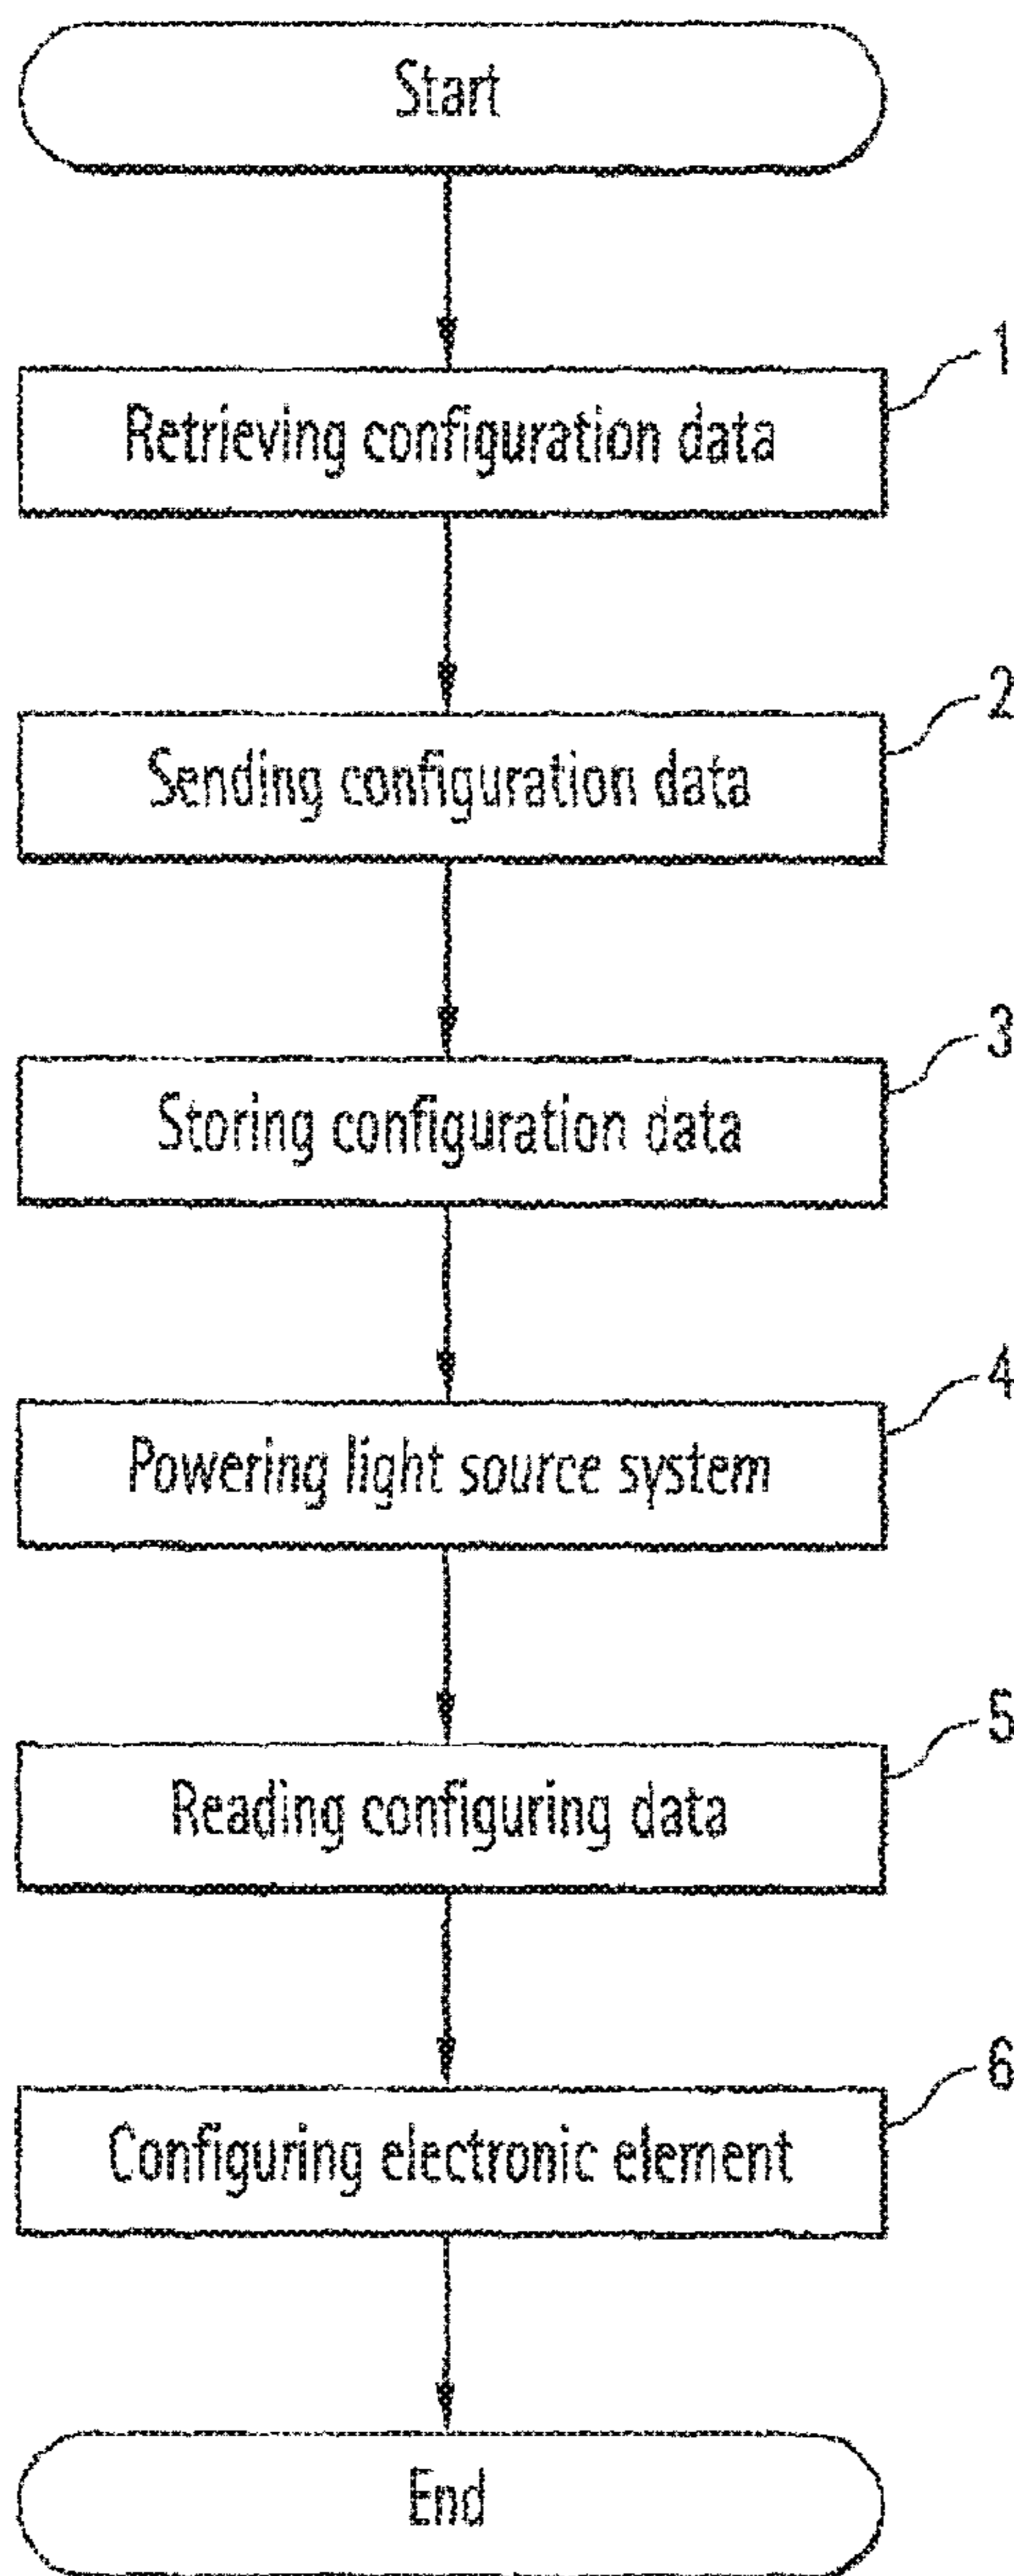 Start
1
Retrieving configuration data
2
Sending configuration data
3
Storing configuration data
4
Powering light source system
5
Reading configuring data
6
Configuring electronic element
End